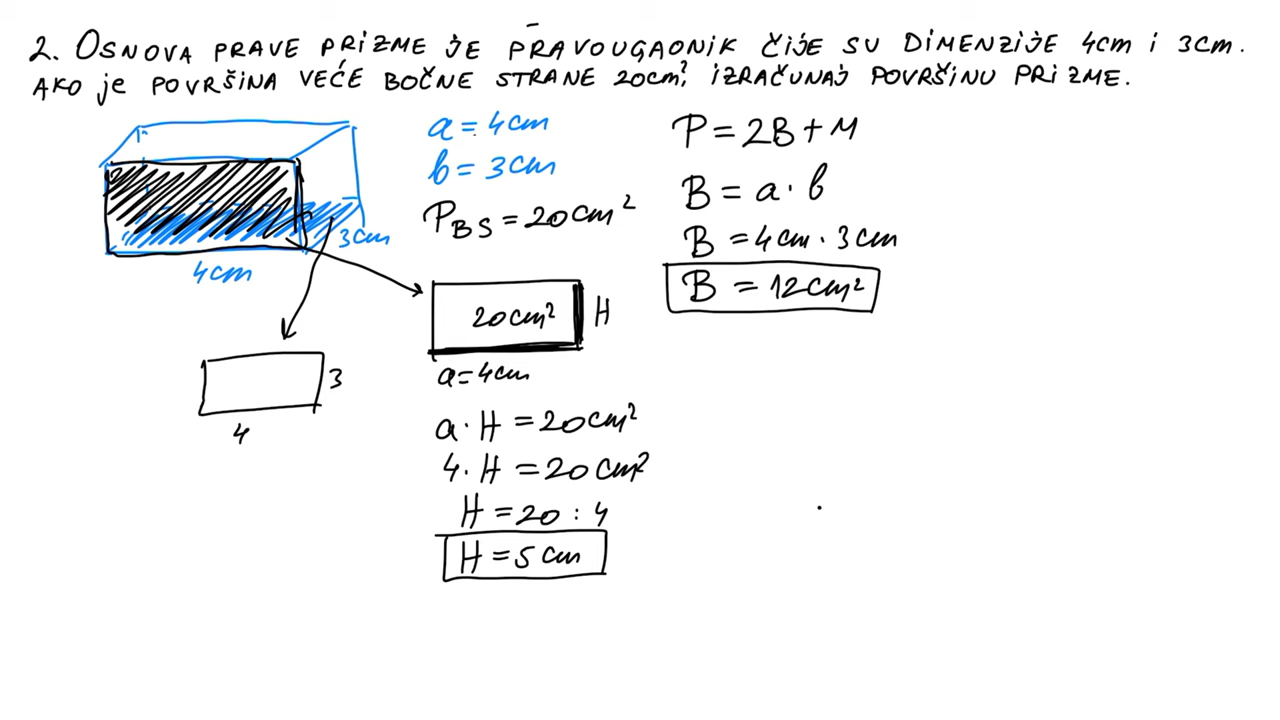 2. OSNOVA PRAVE PRIZME JE PRAVOUGAONIK ČIJE SU DIMENZIJE 4cm i 3cm.
AKO je POVRŠINA VEĆE BOČNE STRANE 20cm², IZRAČUNAJ POVRŠINU PRIZME.
a = 4cm
b = 3cm
P_BS = 20cm²
3cm
4cm
20cm²
H
a = 4cm
3
4
a · H = 20cm²
4 · H = 20cm²
H = 20 : 4
H = 5cm
P = 2B + M
B = a · b
B = 4cm · 3cm
B = 12cm²